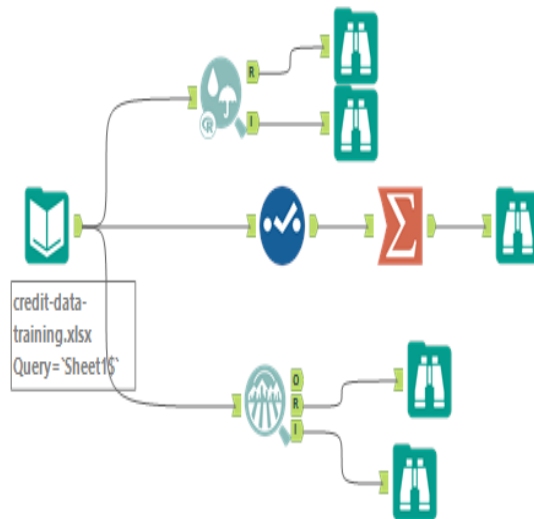 R
I
credit-data-
training.xlsx
Query=`Sheet1$`
O
R
I